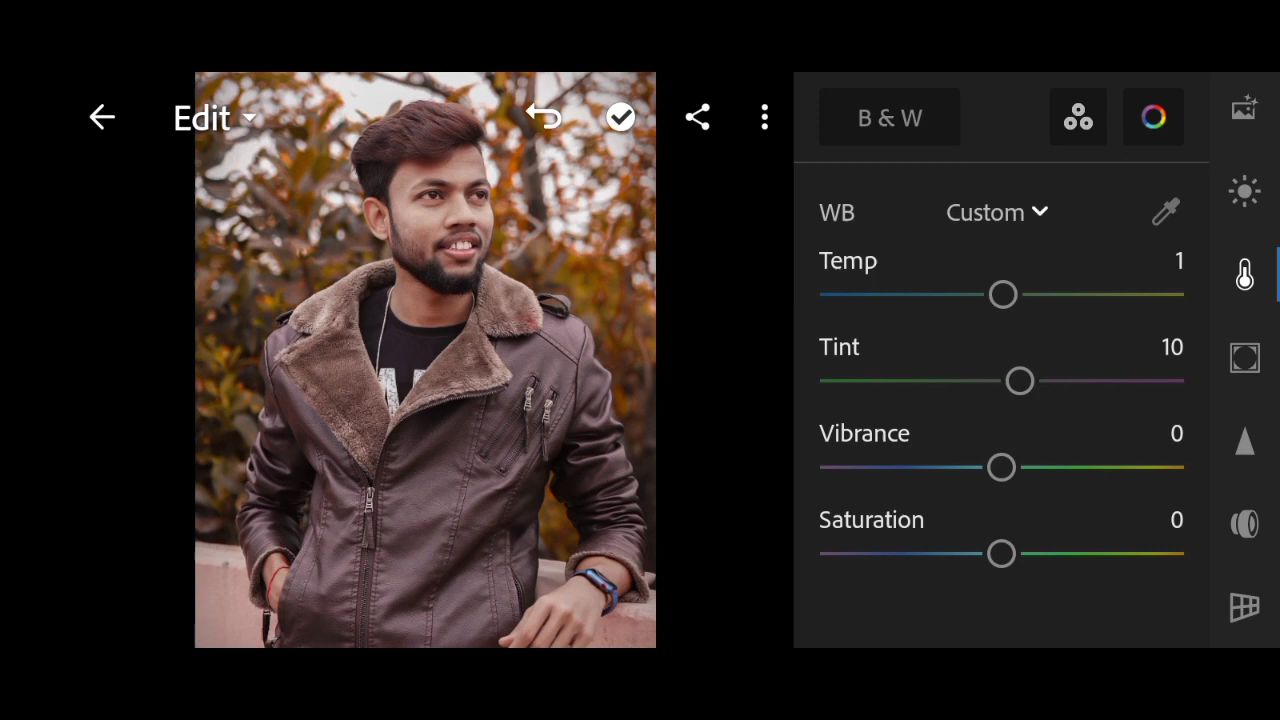 Edit
B & W
WB Custom
Temp 1
Tint 10
Vibrance 0
Saturation 0